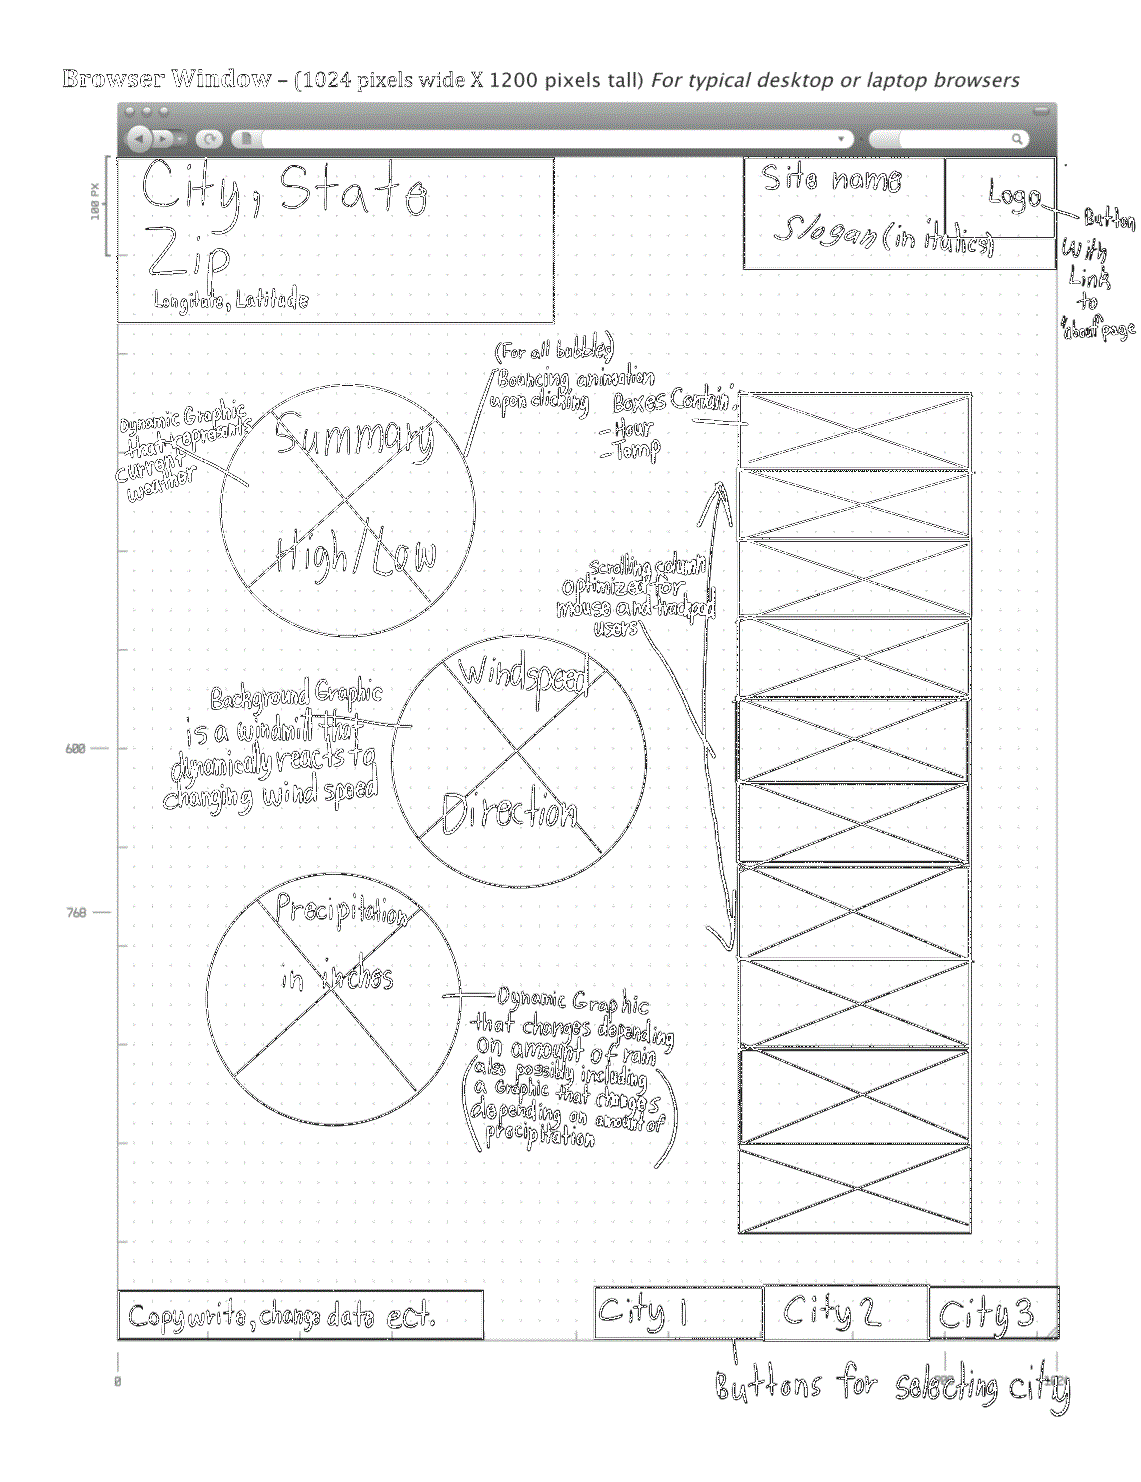 Browser Window – (1024 pixels wide X 1200 pixels tall) For typical desktop or laptop browsers
100 PX
City, State
Zip
Longitute, Latitude
Site name
Slogan (in italics)
Logo
Button
with
Link
to
"about" page
(For all bubbles)
Bouncing animation
upon clicking
Boxes Contain:
- Hour
- Temp
Dynamic Graphic
that represents
current
weather
Summary
High/Low
Scrolling column
optimized for
mouse and trackpad
users
Windspeed
Direction
Background Graphic
is a windmill that
dynamicaly reacts to
changing wind speed
600
768
Precipitation
in inches
Dynamic Graphic
that changes depending
on amount of rain
(also possibly including
a Graphic that changes
depending on amount of
precipitation)
Copywrite, change date ect.
City 1
City 2
City 3
0
Buttons for selecting city